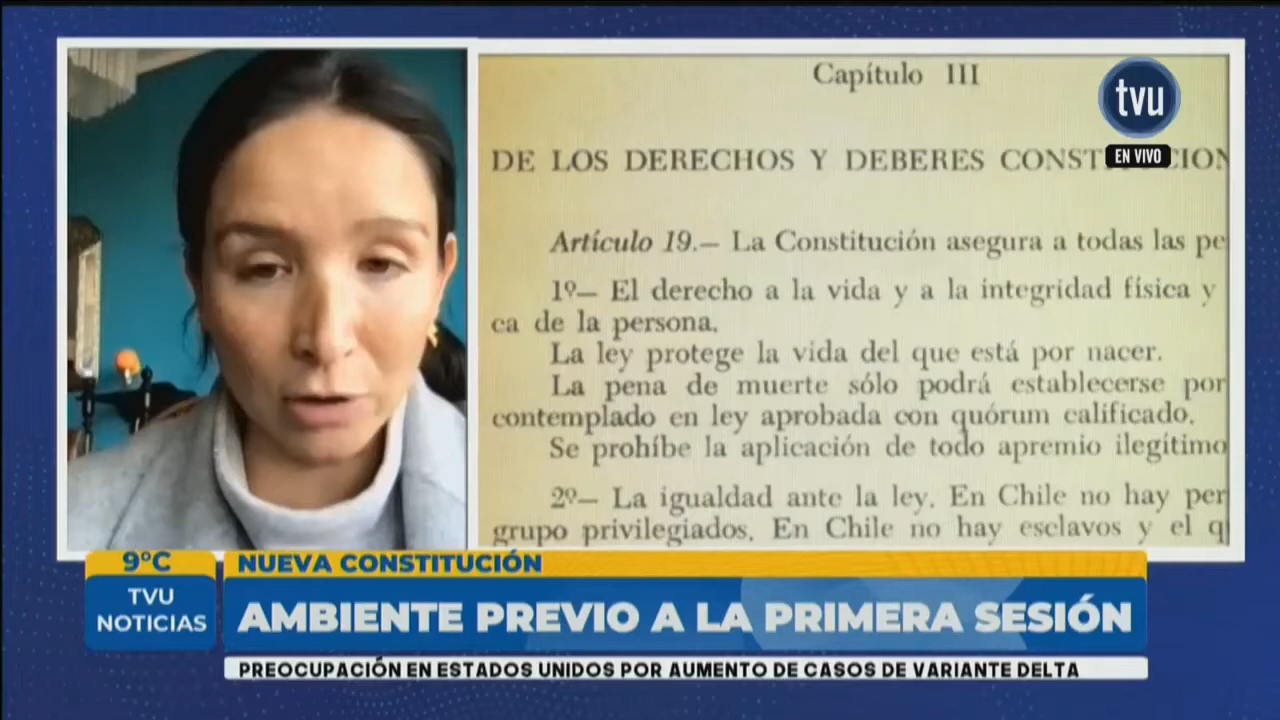 Capítulo III
tvu
EN VIVO
DE LOS DERECHOS Y DEBERES
Artículo 19.— La Constitución asegura a todas las pe
1º— El derecho a la vida y a la integridad física y
ca de la persona.
La ley protege la vida del que está por nacer.
La pena de muerte sólo podrá establecerse por
contemplado en ley aprobada con quórum calificado.
Se prohíbe la aplicación de todo apremio ilegítimo
2º— La igualdad ante la ley. En Chile no hay per
grupo privilegiados. En Chile no hay esclavos y el q
9°C
NUEVA CONSTITUCIÓN
TVU
NOTICIAS
AMBIENTE PREVIO A LA PRIMERA SESIÓN
PREOCUPACIÓN EN ESTADOS UNIDOS POR AUMENTO DE CASOS DE VARIANTE DELTA